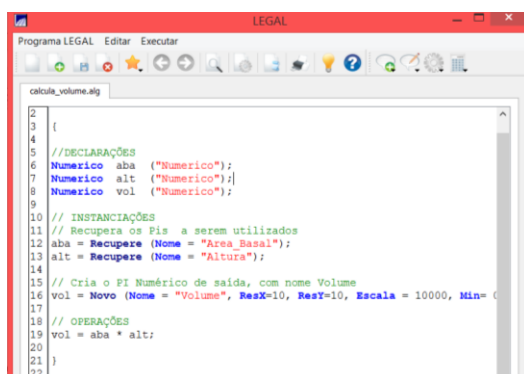 LEGAL
Programa LEGAL Editar Executar
calcula_volume.alg
2
3 {
4
5 //DECLARAÇÕES
6 Numerico aba ("Numerico");
7 Numerico alt ("Numerico");
8 Numerico vol ("Numerico");
9
10 // INSTANCIAÇÕES
11 // Recupera os Pis a serem utilizados
12 aba = Recupere (Nome = "Area_Basal");
13 alt = Recupere (Nome = "Altura");
14
15 // Cria o PI Numérico de saída, com nome Volume
16 vol = Novo (Nome = "Volume", ResX=10, ResY=10, Escala = 10000, Min= 
17
18 // OPERAÇÕES
19 vol = aba * alt;
20
21 }
22